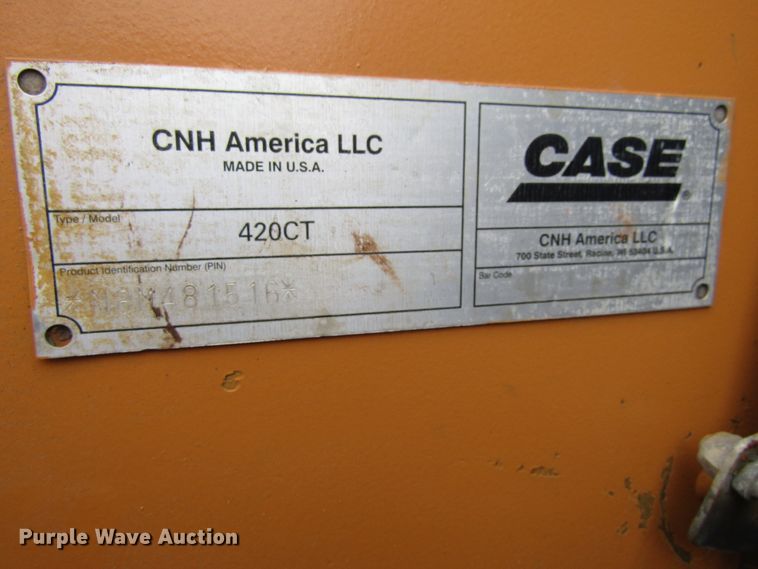 CNH America LLC
MADE IN U.S.A.
Type / Model
420CT
Product Identification Number (PIN)
*N8M481516*
CASE
®
CNH America LLC
700 State Street, Racine, WI 53404 U.S.A.
Bar Code
Purple Wave Auction®